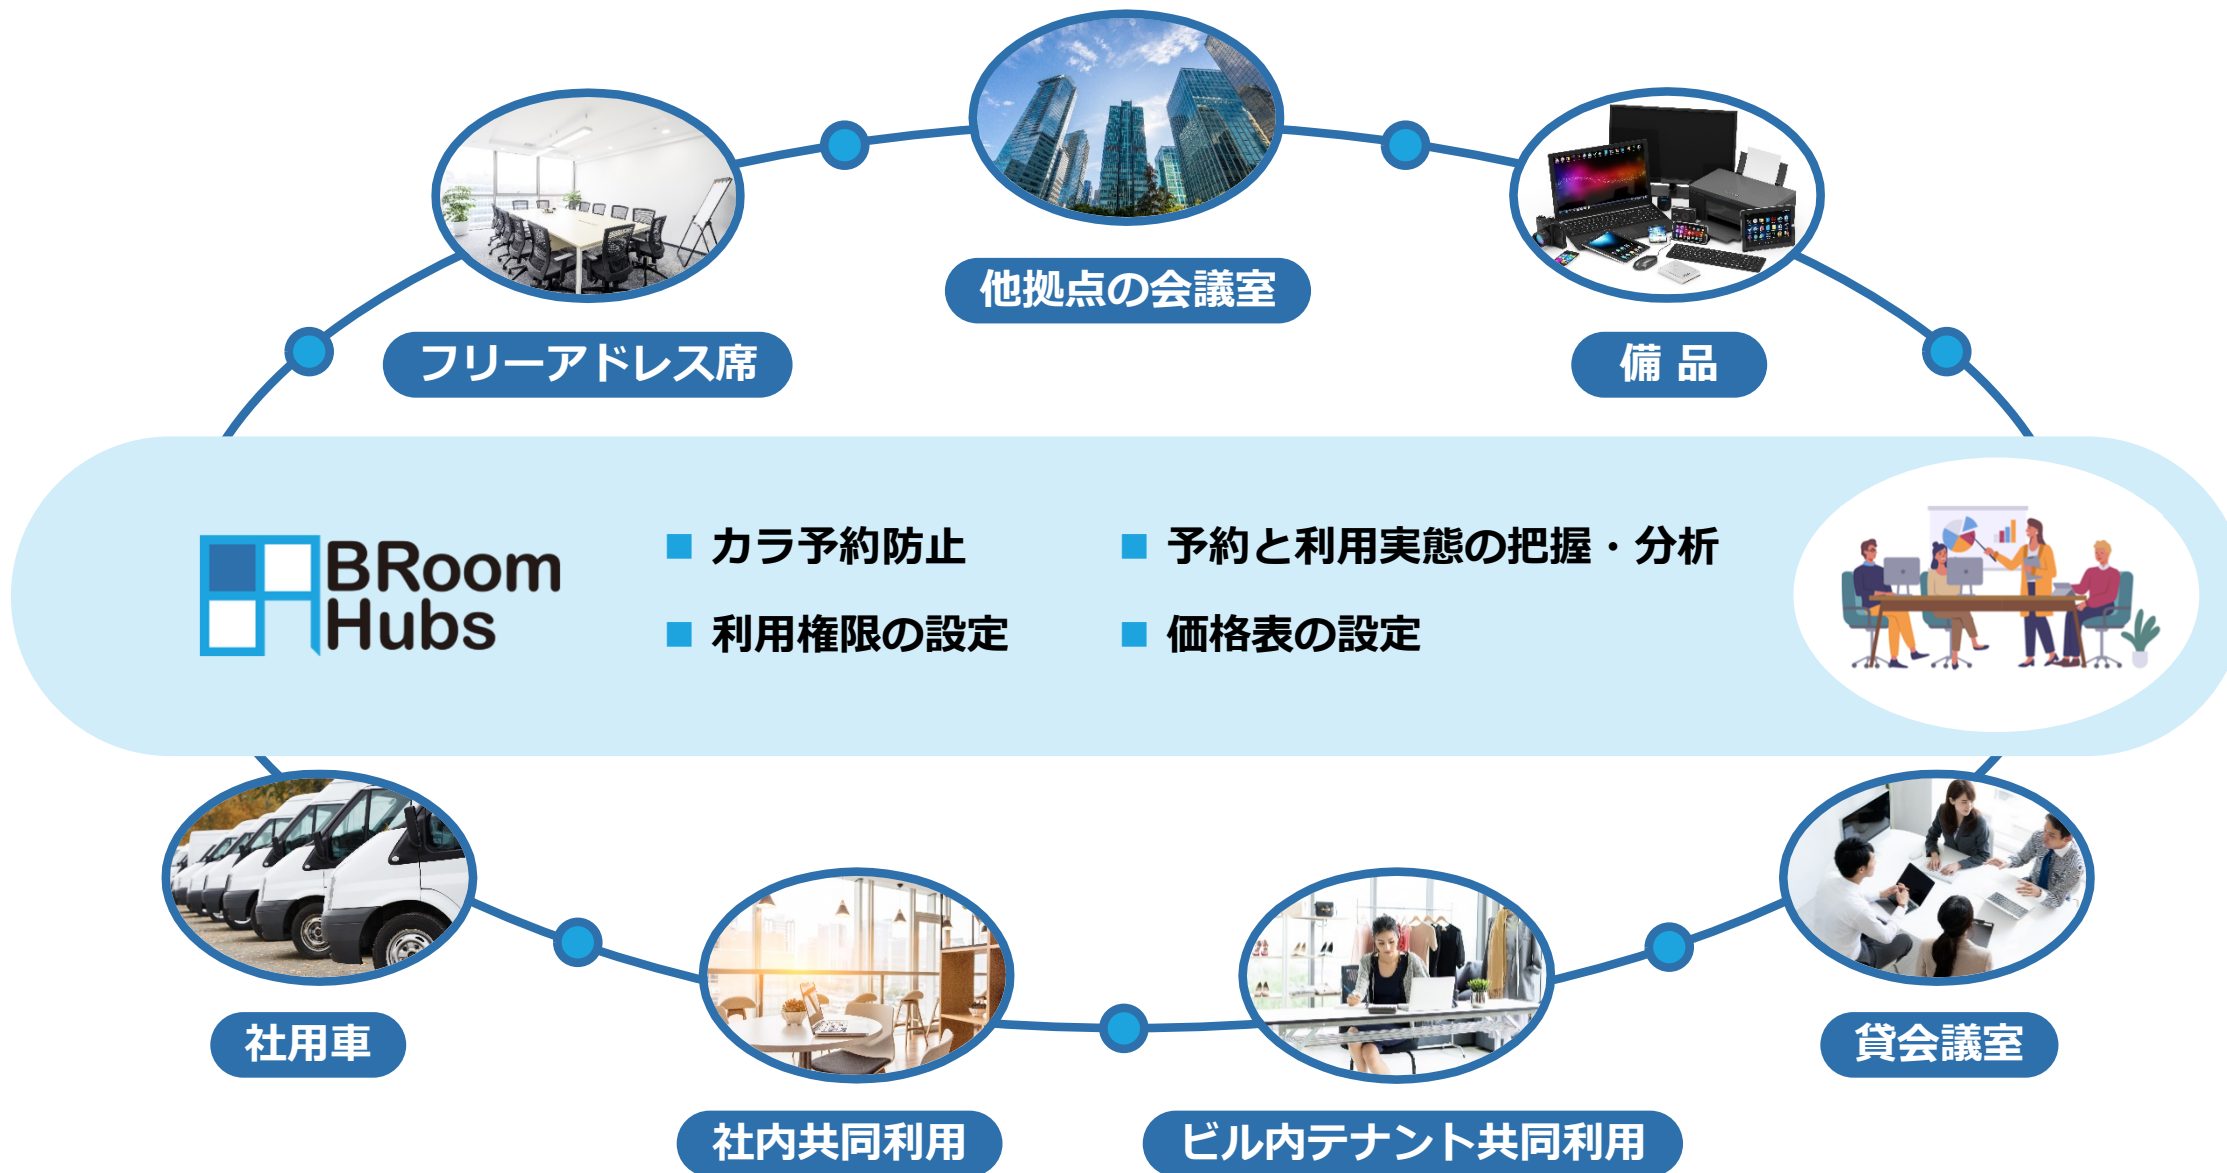 他拠点の会議室
フリーアドレス席
備 品
BRoom
Hubs
■ カラ予約防止
■ 予約と利用実態の把握・分析
■ 利用権限の設定
■ 価格表の設定
社用車
貸会議室
社内共同利用
ビル内テナント共同利用